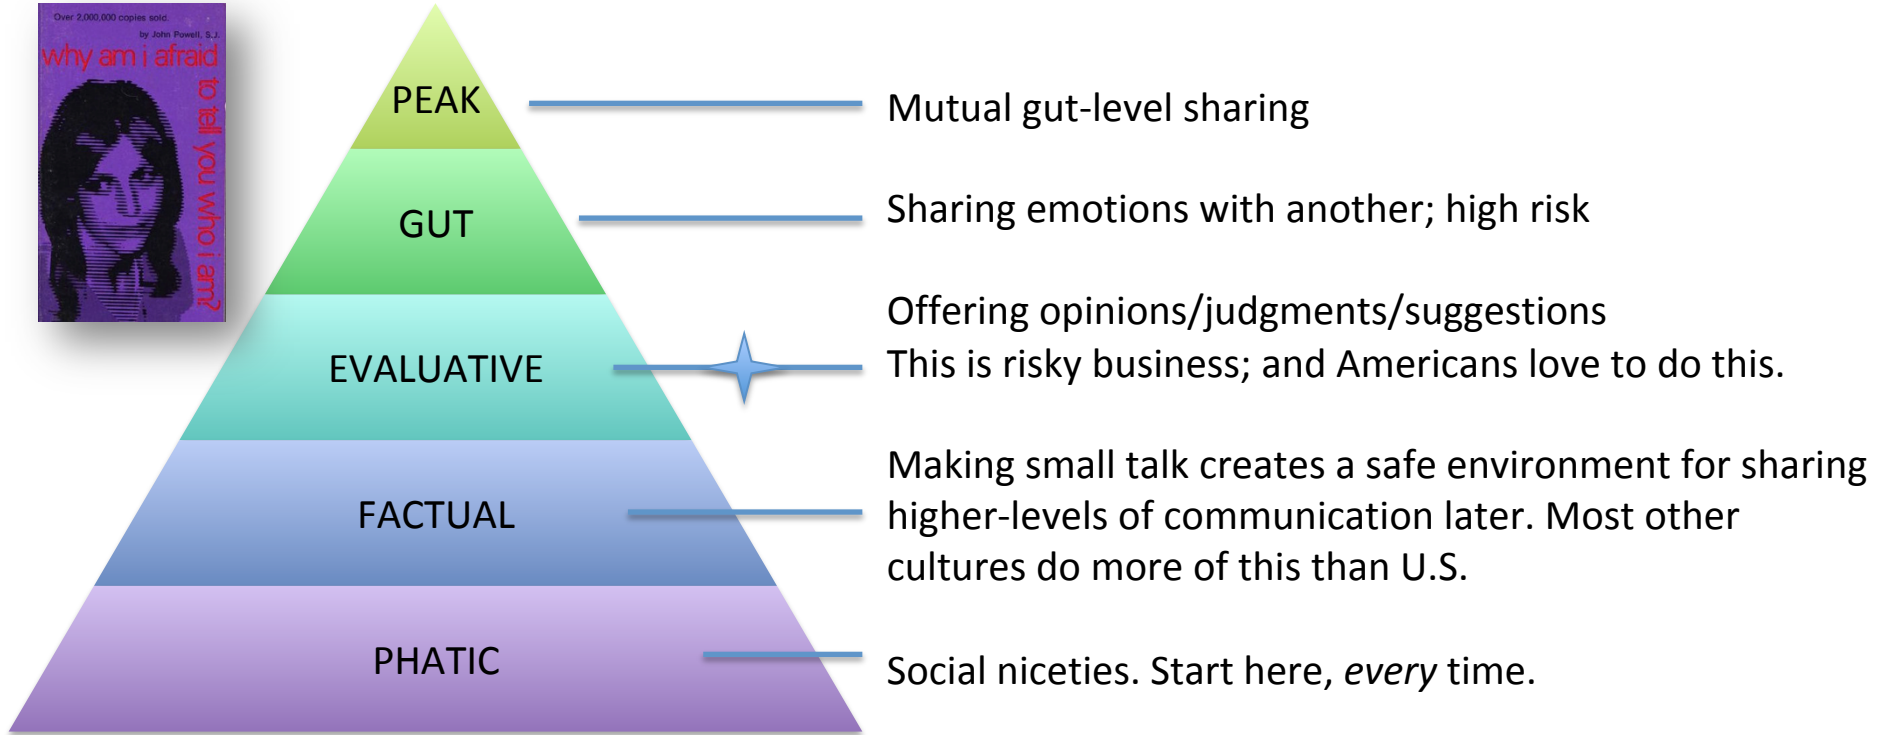 Over 2,000,000 copies sold.
by John Powell, S.J.
why am i afraid
to tell you who i am?
PEAK
Mutual gut-level sharing
GUT
Sharing emotions with another; high risk
EVALUATIVE
Offering opinions/judgments/suggestions
This is risky business; and Americans love to do this.
FACTUAL
Making small talk creates a safe environment for sharing
higher-levels of communication later. Most other
cultures do more of this than U.S.
PHATIC
Social niceties. Start here, every time.